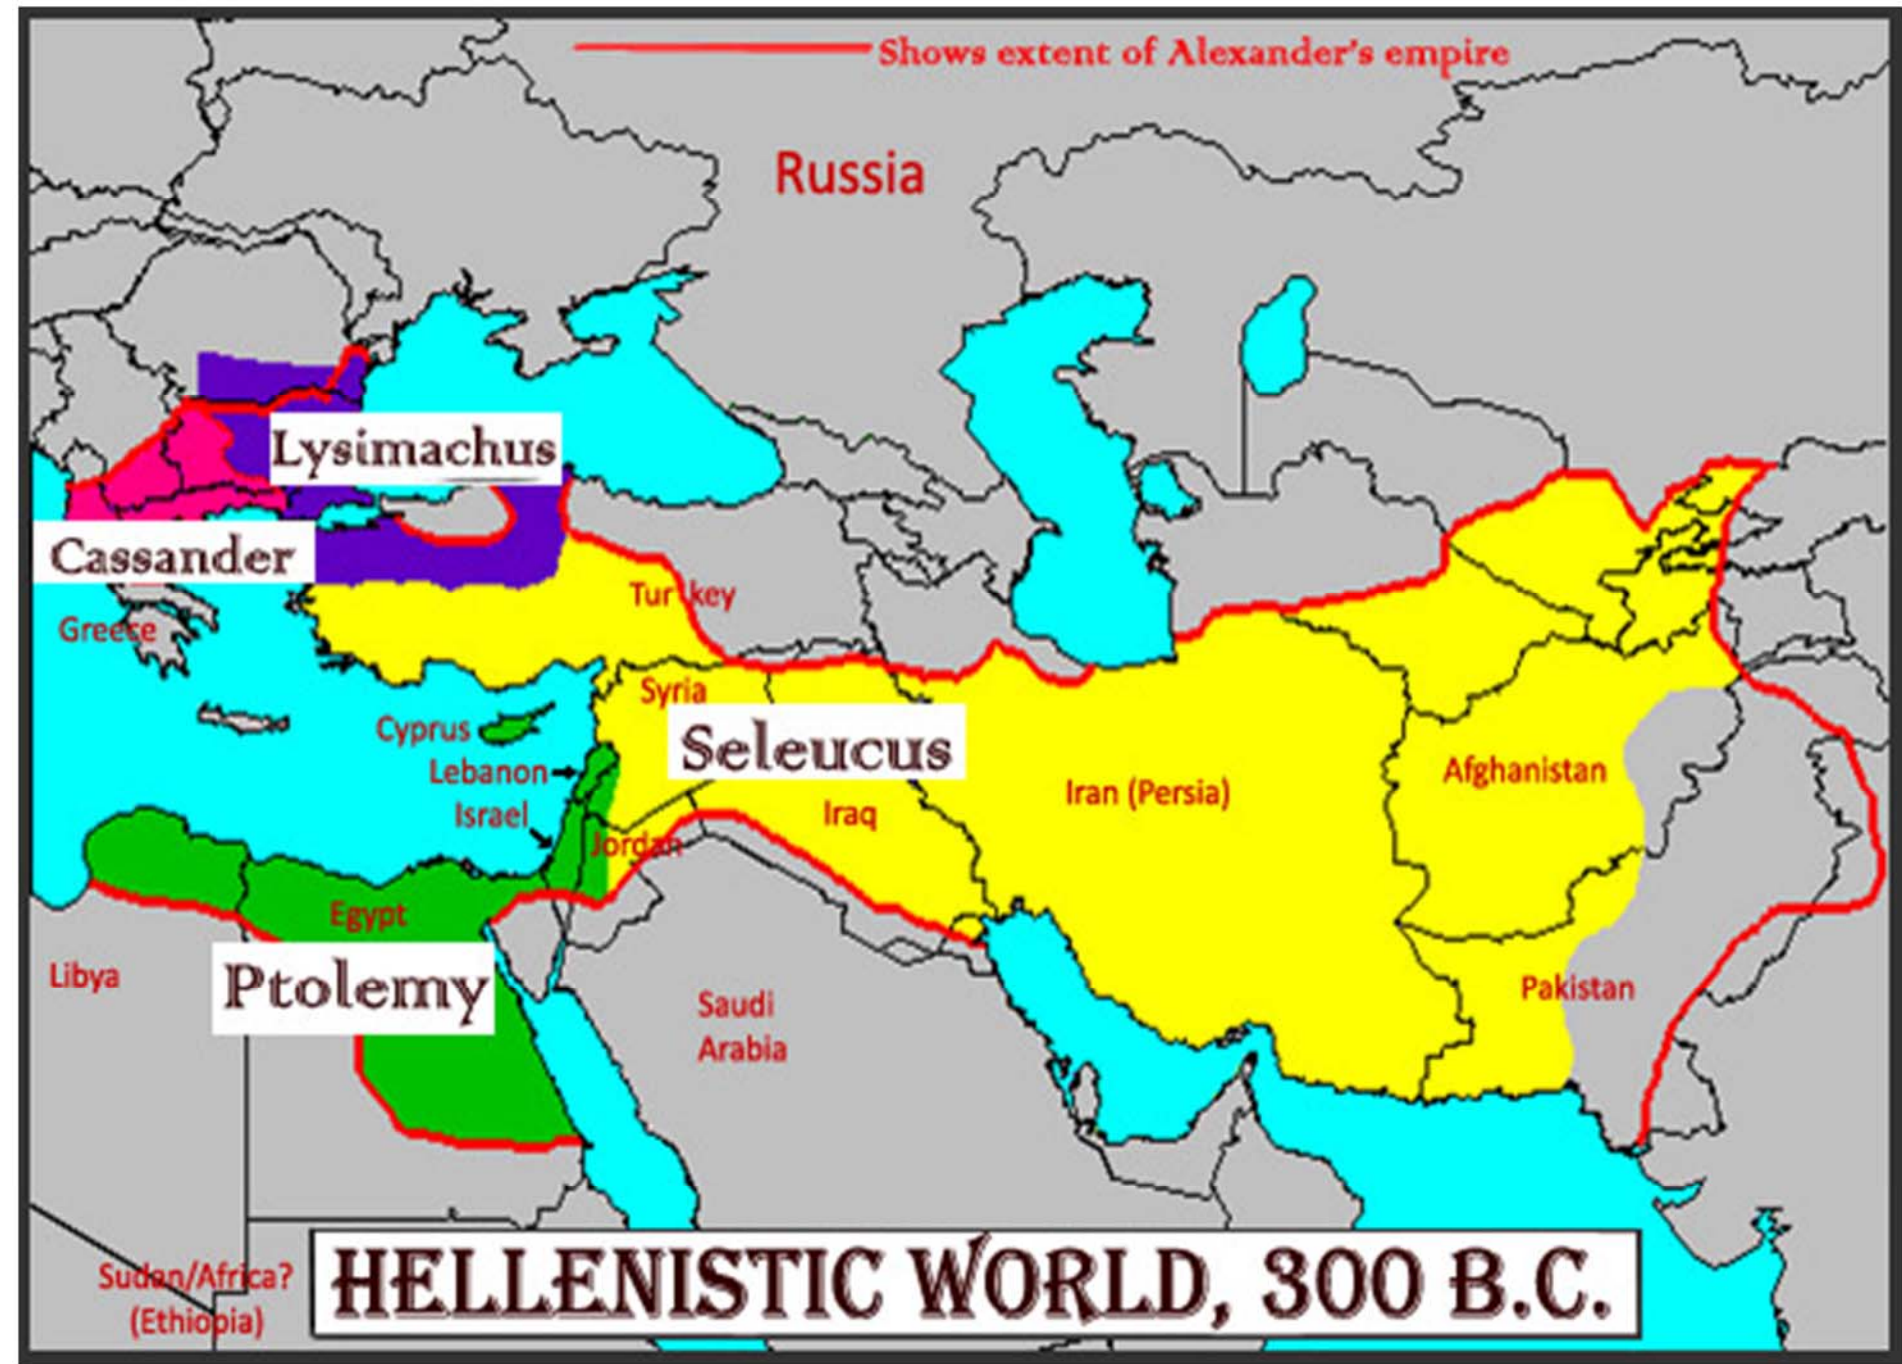 Shows extent of Alexander's empire
Russia
Lysimachus
Cassander
Turkey
Greece
Syria
Cyprus
Seleucus
Lebanon
Afghanistan
Iran (Persia)
Israel
Iraq
Jordan
Egypt
Libya
Ptolemy
Pakistan
Saudi
Arabia
Sudan/Africa?
(Ethiopia)
HELLENISTIC WORLD, 300 B.C.